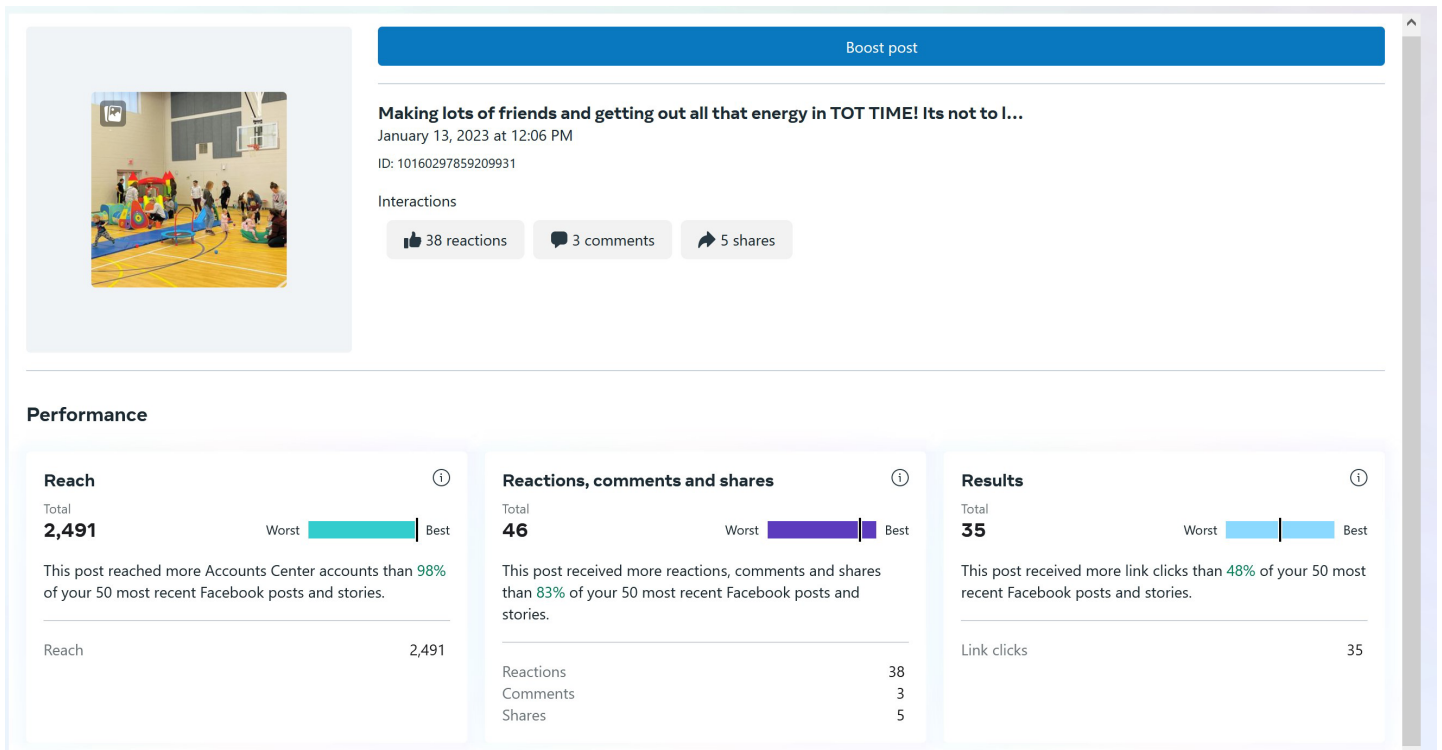 Boost post
Making lots of friends and getting out all that energy in TOT TIME! Its not to l...
January 13, 2023 at 12:06 PM
ID: 10160297859209931
Interactions
38 reactions
3 comments
5 shares
Performance
Reach
Total
2,491
Worst
Best
This post reached more Accounts Center accounts than 98%
of your 50 most recent Facebook posts and stories.
Reach
2,491
Reactions, comments and shares
Total
46
Worst
Best
This post received more reactions, comments and shares
than 83% of your 50 most recent Facebook posts and
stories.
Reactions
38
Comments
3
Shares
5
Results
Total
35
Worst
Best
This post received more link clicks than 48% of your 50 most
recent Facebook posts and stories.
Link clicks
35